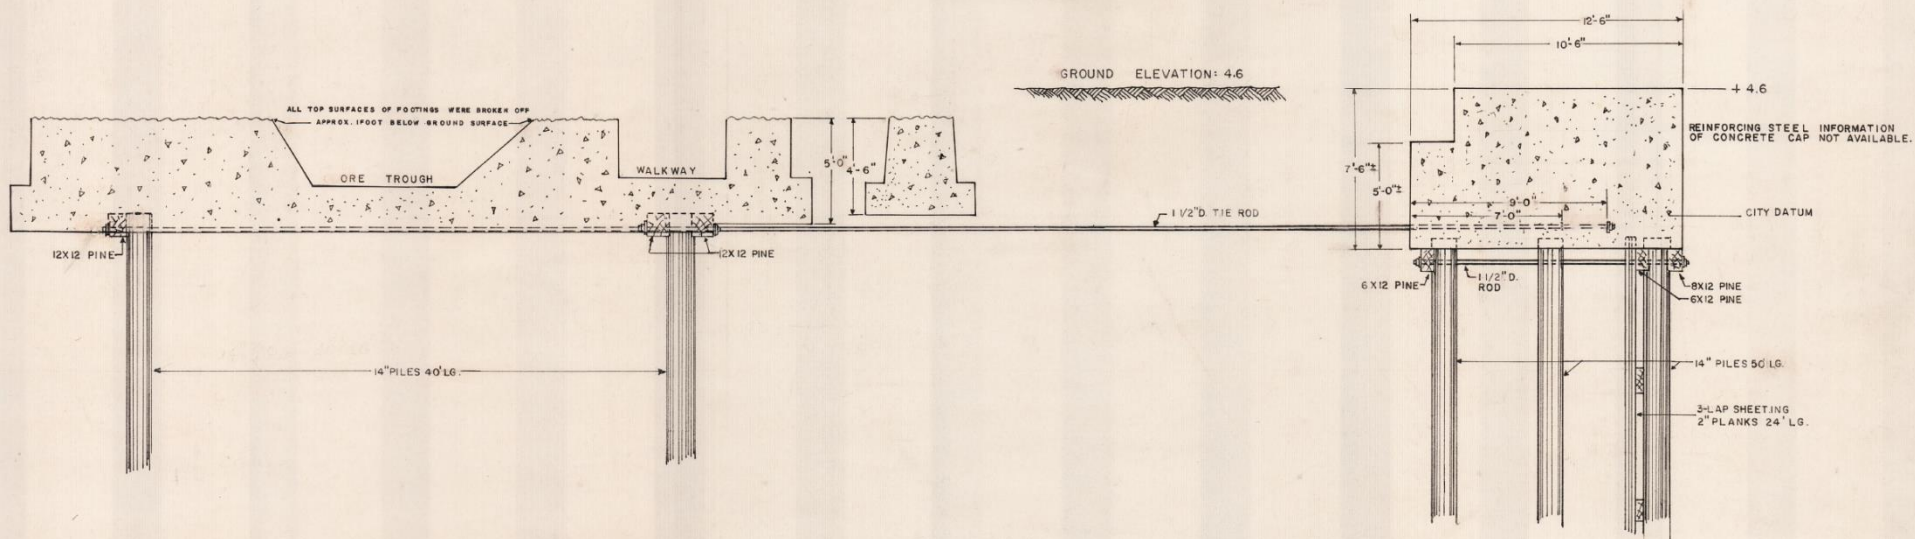 12'-6"
10'-6"
GROUND ELEVATION: 4.6
+ 4.6
ALL TOP SURFACES OF FOOTINGS WERE BROKEN OFF
APPROX. 1 FOOT BELOW GROUND SURFACE
REINFORCING STEEL INFORMATION
OF CONCRETE CAP NOT AVAILABLE.
5'-0"
4'-6"
7'-6"±
5'-0"±
ORE TROUGH
WALKWAY
9'-0"
7'-0"
1 1/2" D. TIE ROD
CITY DATUM
12X12 PINE
12X12 PINE
6X12 PINE
1 1/2" D.
ROD
8X12 PINE
6X12 PINE
14" PILES 40' LG.
14" PILES 50 LG.
3-LAP SHEETING
2" PLANKS 24' LG.